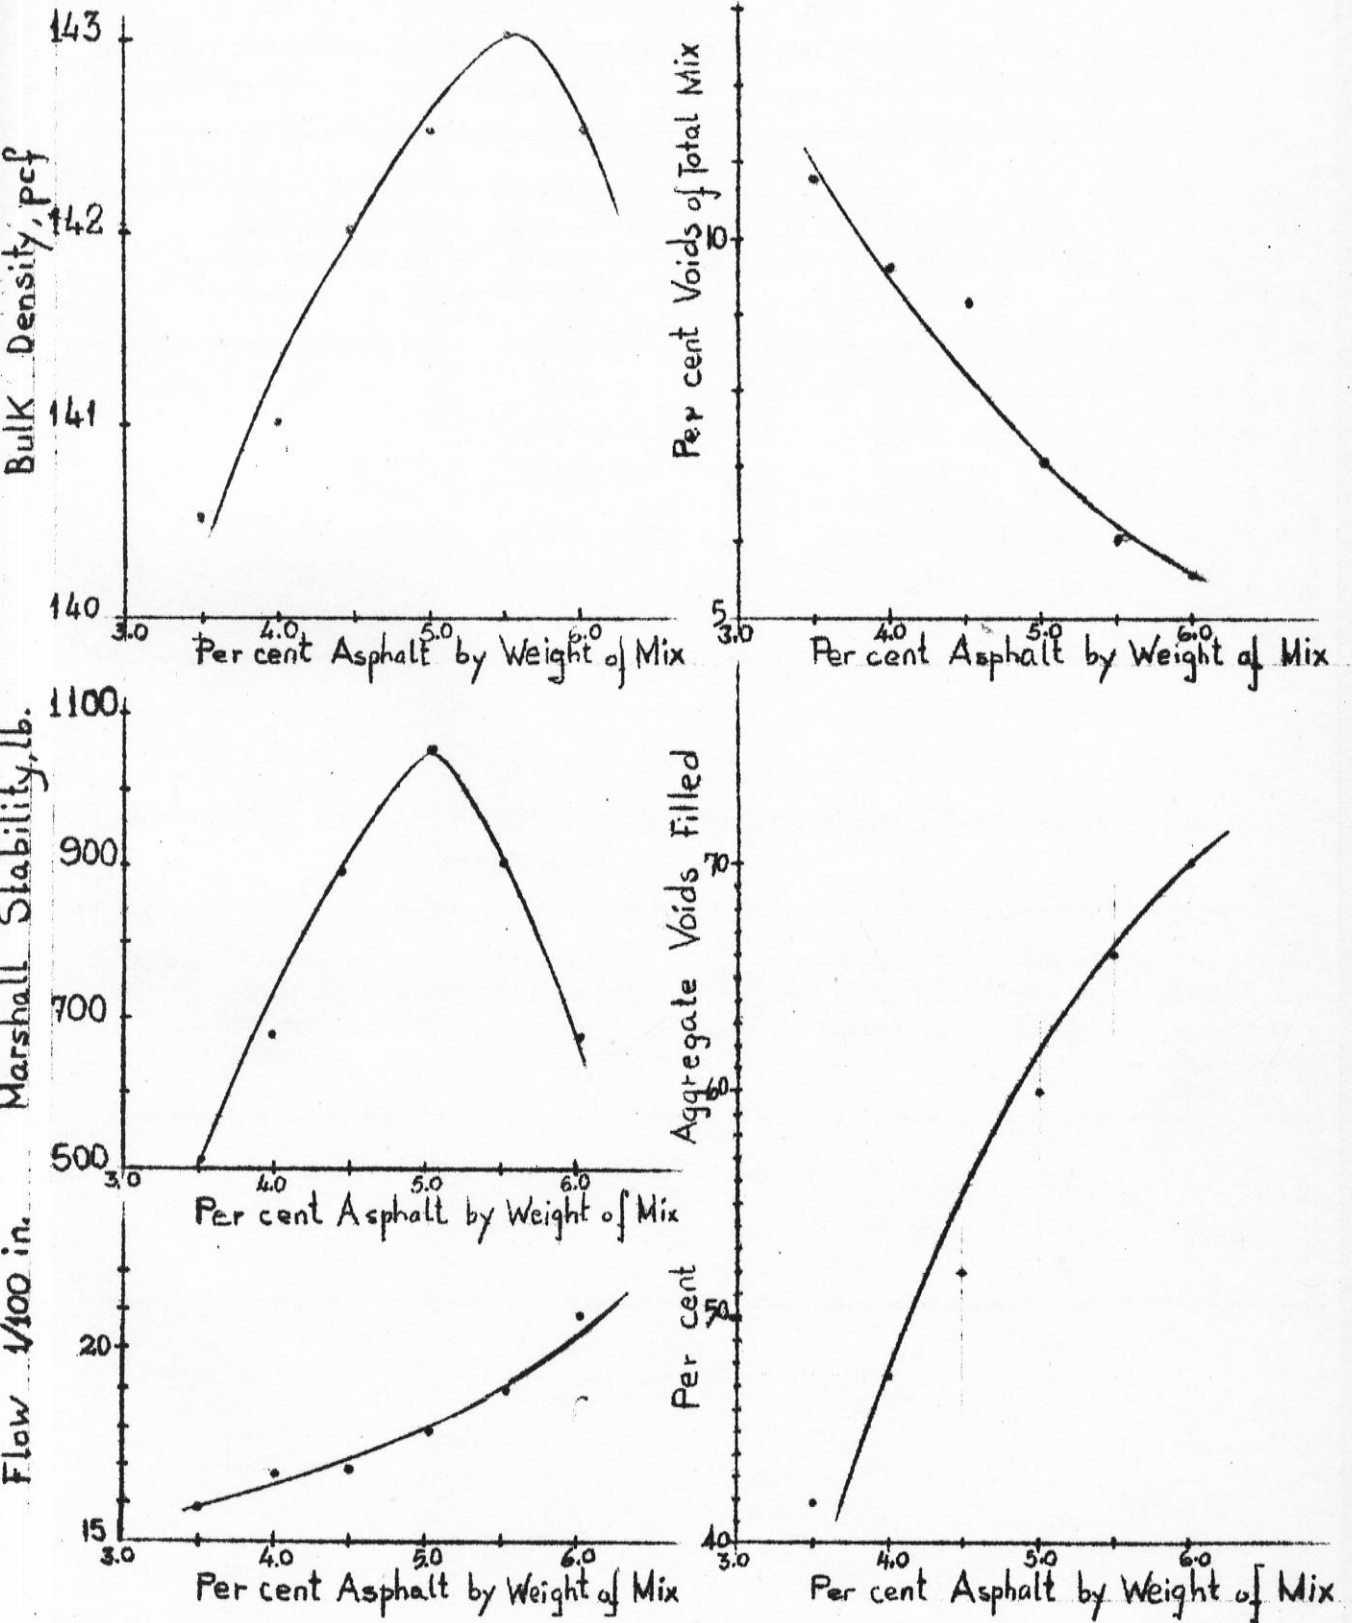 Bulk Density, pcf
143
142
141
140
3.0 4.0 5.0 6.0
Per cent Asphalt by Weight of Mix
Per cent Voids of Total Mix
10
5
3.0 4.0 5.0 6.0
Per cent Asphalt by Weight of Mix
Marshall Stability, lb.
1100
900
700
500
3.0 4.0 5.0 6.0
Per cent Asphalt by Weight of Mix
Flow 1/100 in.
20
15
3.0 4.0 5.0 6.0
Per cent Asphalt by Weight of Mix
Per cent Aggregate Voids Filled
70
60
50
40
3.0 4.0 5.0 6.0
Per cent Asphalt by Weight of Mix